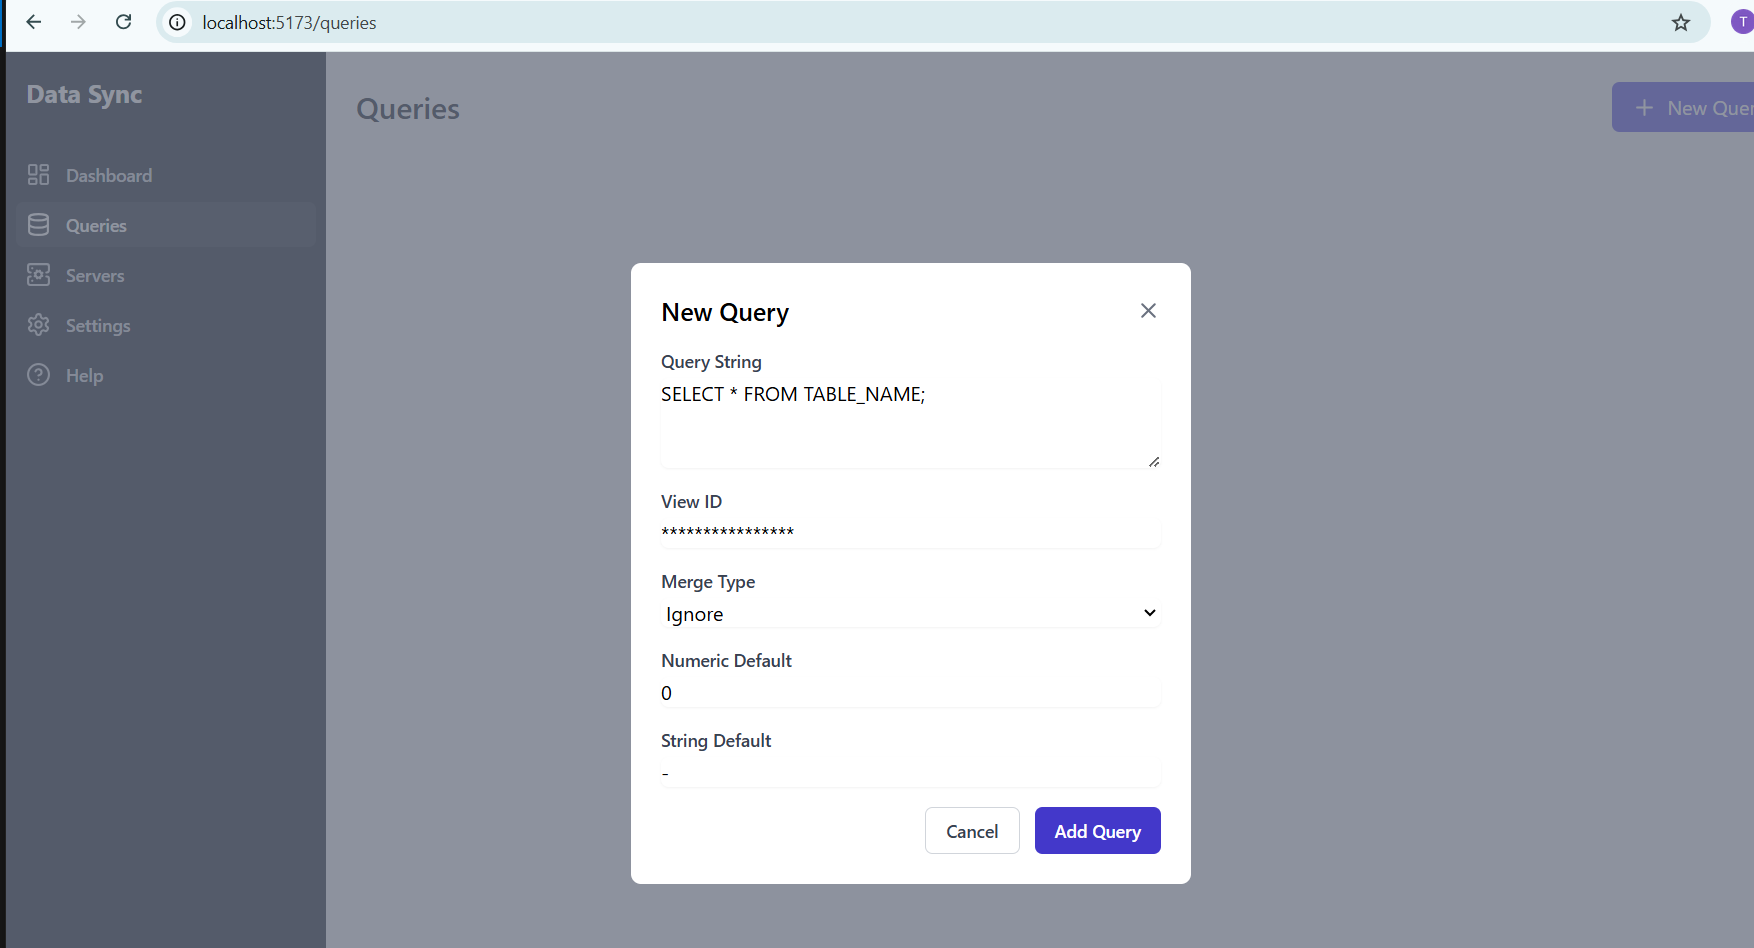 localhost:5173/queries
T
Data Sync
Dashboard
Queries
Servers
Settings
Help
Queries
+ New Quer
New Query
Query String
SELECT * FROM TABLE_NAME;
View ID
****************
Merge Type
Ignore
Numeric Default
0
String Default
-
Cancel
Add Query